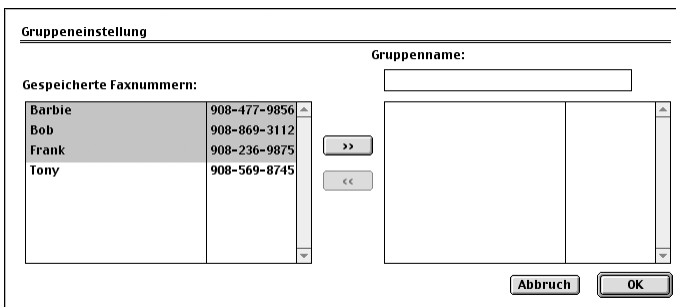 Gruppeneinstellung
Gruppenname:
Gespeicherte Faxnummern:
Barbie 908-477-9856
Bob 908-869-3112
Frank 908-236-9875
Tony 908-569-8745
>>
<<
Abbruch OK